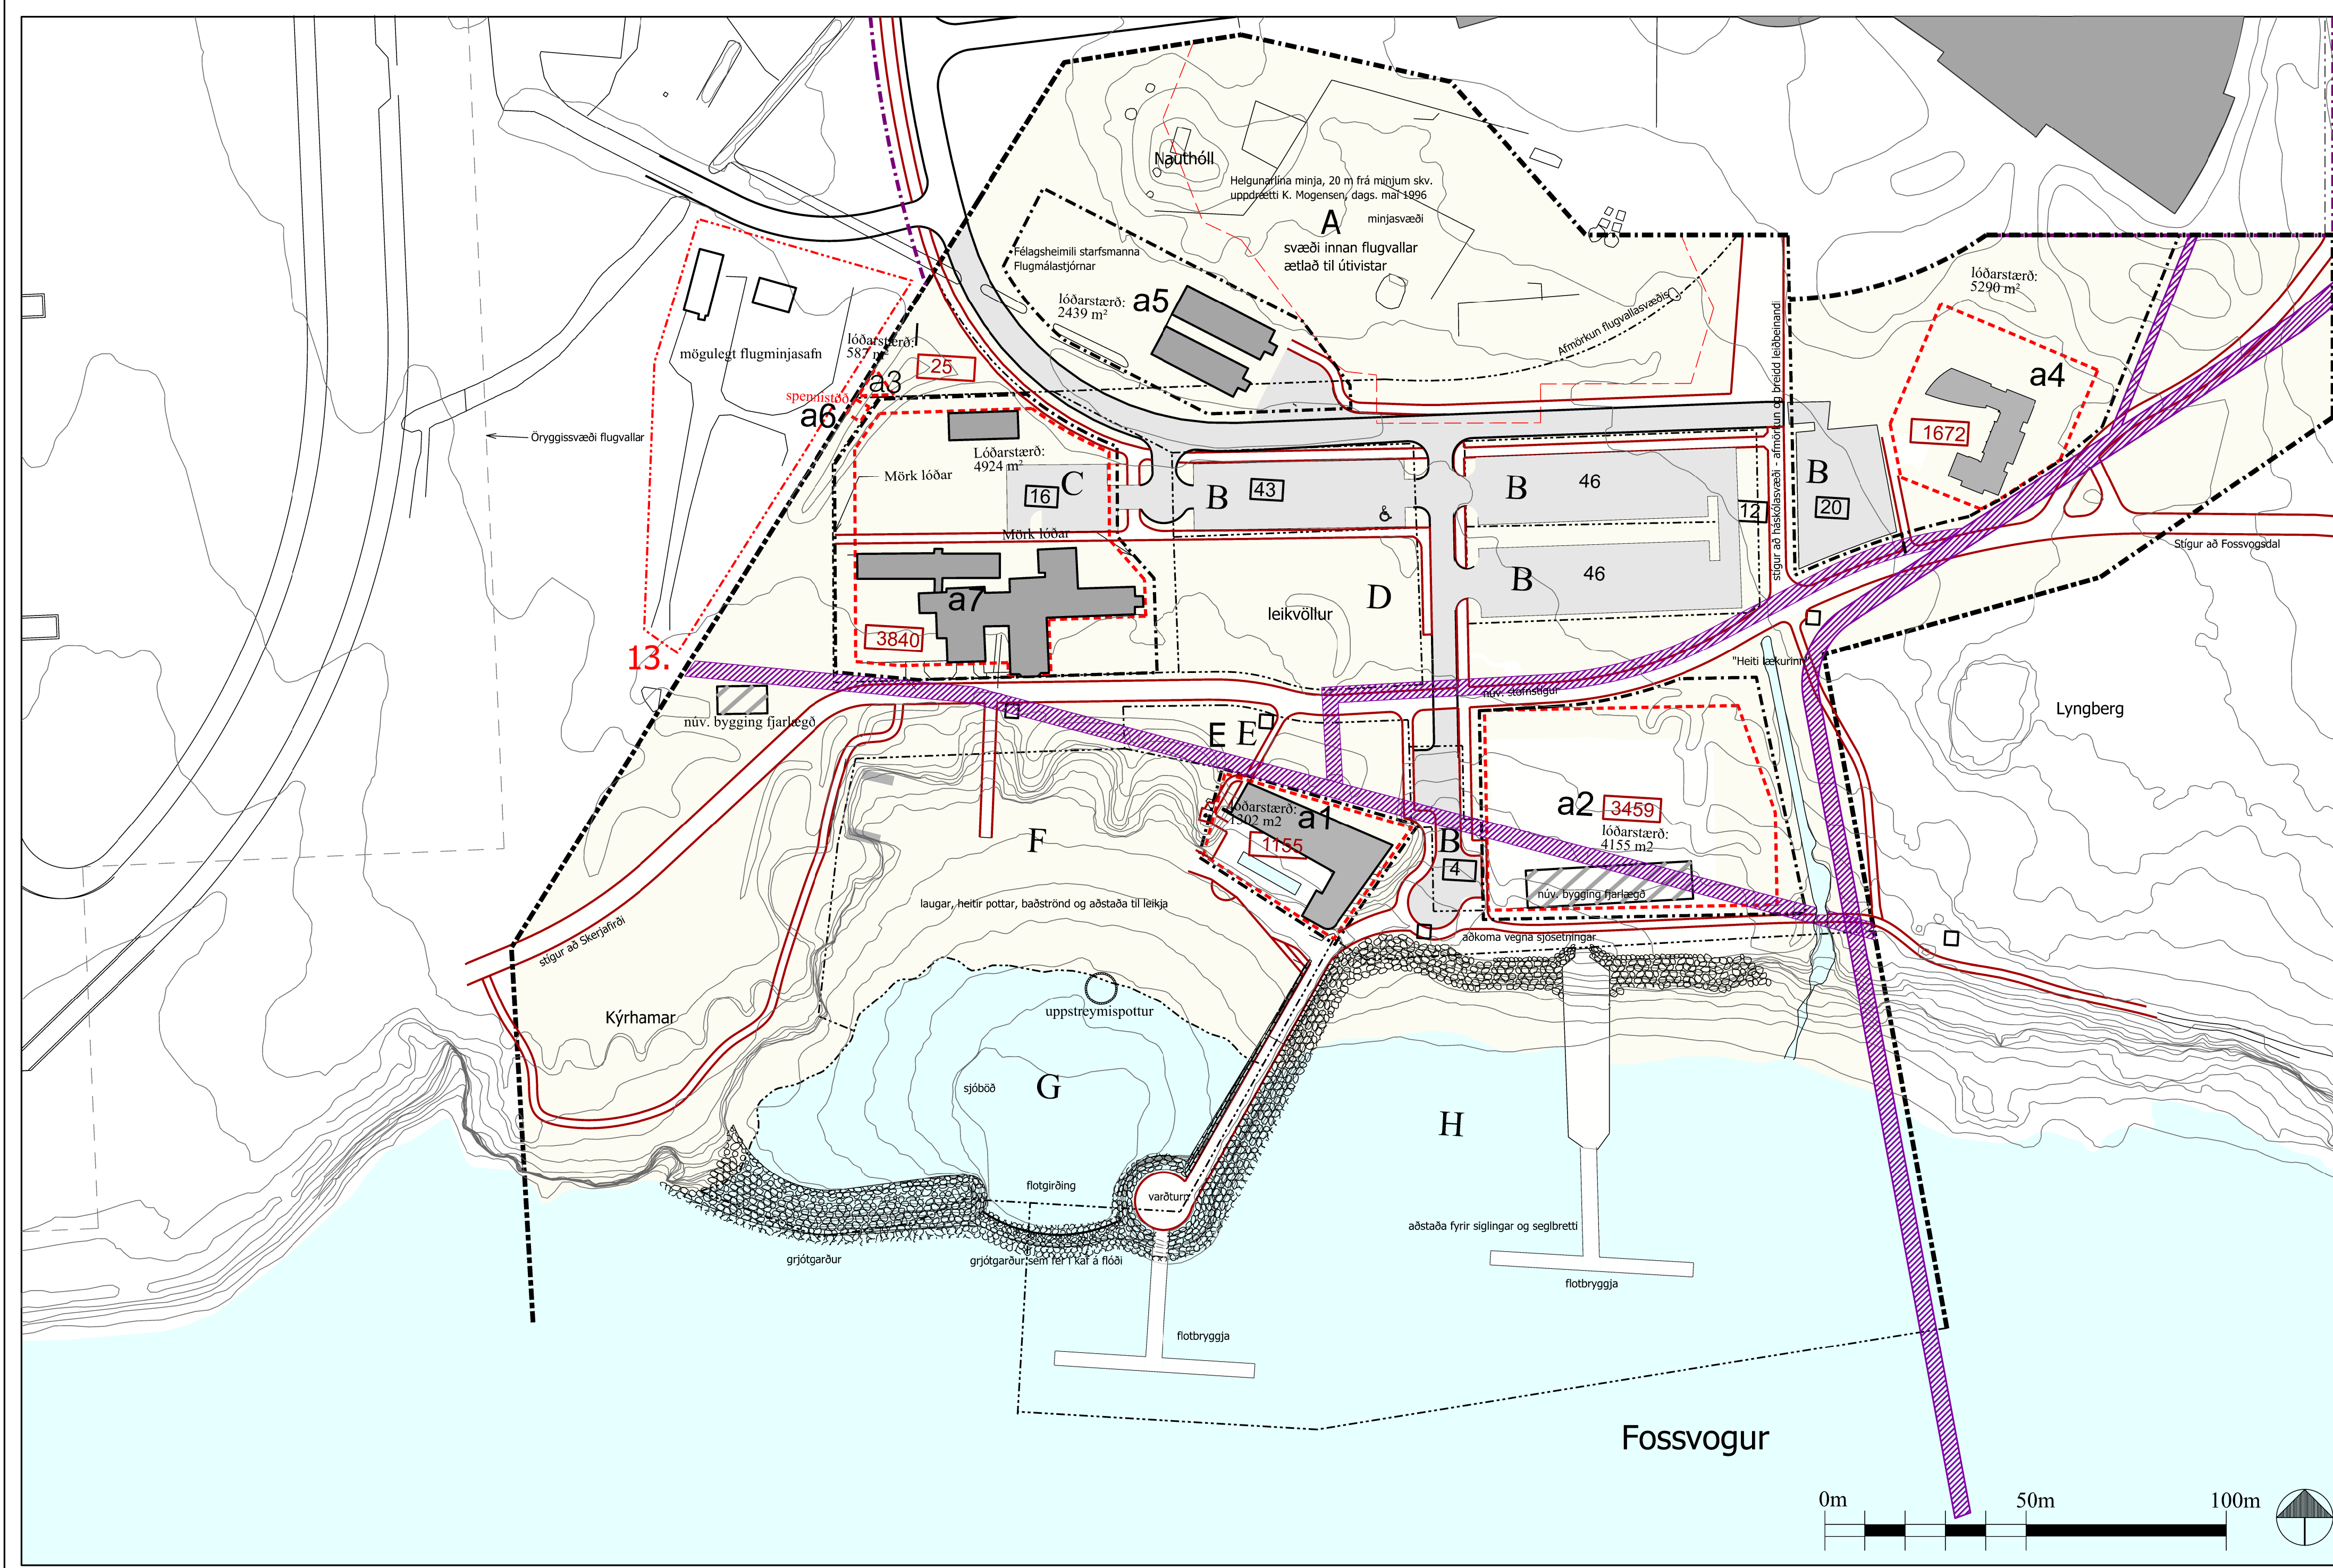 Nauthóll
Helgunarlína minja, 20 m frá minjum skv.
uppdrætti K. Mogensen, dags. maí 1996
A
minjasvæði
svæði innan flugvallar
ætlað til útivistar
Félagsheimili starfsmanna
Flugmálastjórnar
lóðarstærð:
2439 m²
a5
Afmörkun flugvallasvæðis
stígur að háskólasvæði - afmörkun og breidd leiðbeinandi
lóðarstærð:
5290 m²
a4
1672
mögulegt flugminjasafn
lóðarstærð:
587 m²
25
a3
spennistöð
a6
Öryggissvæði flugvallar
Lóðarstærð:
4924 m²
Mörk lóðar
16
C
B
43
B
46
12
B
20
Mörk lóðar
Stígur að Fossvogsdal
B
46
D
leikvöllur
a7
3840
13.
núv. bygging fjarlægð
núv. stofnstígur
"Heiti lækurinn"
Lyngberg
E
E
a2
3459
lóðarstærð:
4155 m2
lóðarstærð:
1302 m2
a1
1155
B
4
F
núv. bygging fjarlægð
laugar, heitir pottar, baðströnd og aðstaða til leikja
stígur að Skerjafirði
aðkoma vegna sjósetningar
Kýrhamar
uppstreymispottur
sjóböð
G
H
flotgirðing
varðturn
aðstaða fyrir siglingar og seglbretti
grjótgarður
grjótgarður sem fer í kaf á flóði
flotbryggja
flotbryggja
Fossvogur
0m
50m
100m